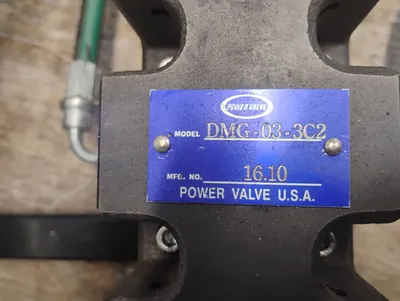 POWER VALVE
MODEL DMG-03-3C2
MFG. NO. 16.10
POWER VALVE U.S.A.